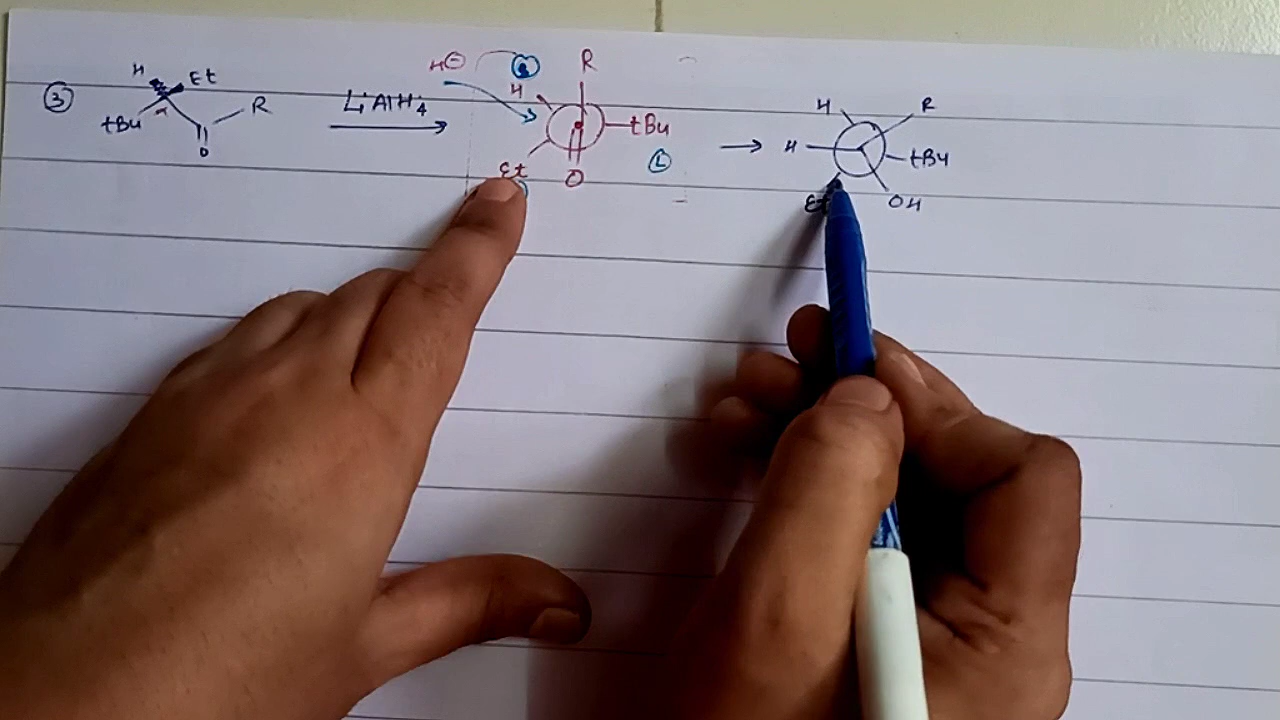 ③ H Et tBu R O
LiAlH4
H⊖ H R tBu Et O L
H R H tBu Et OH